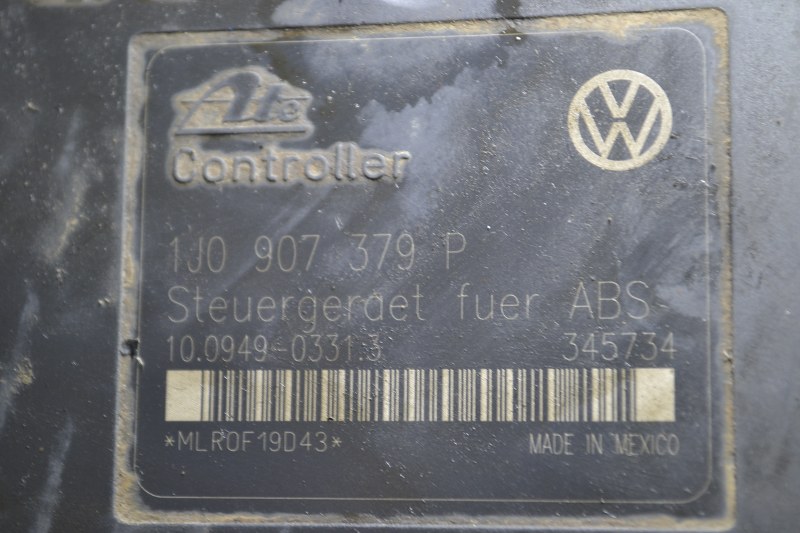 Ate
Controller
1J0 907 379 P
Steuergeraet fuer ABS
10.0949-0331.3 345734
*MLR0F19D43*
MADE IN MEXICO